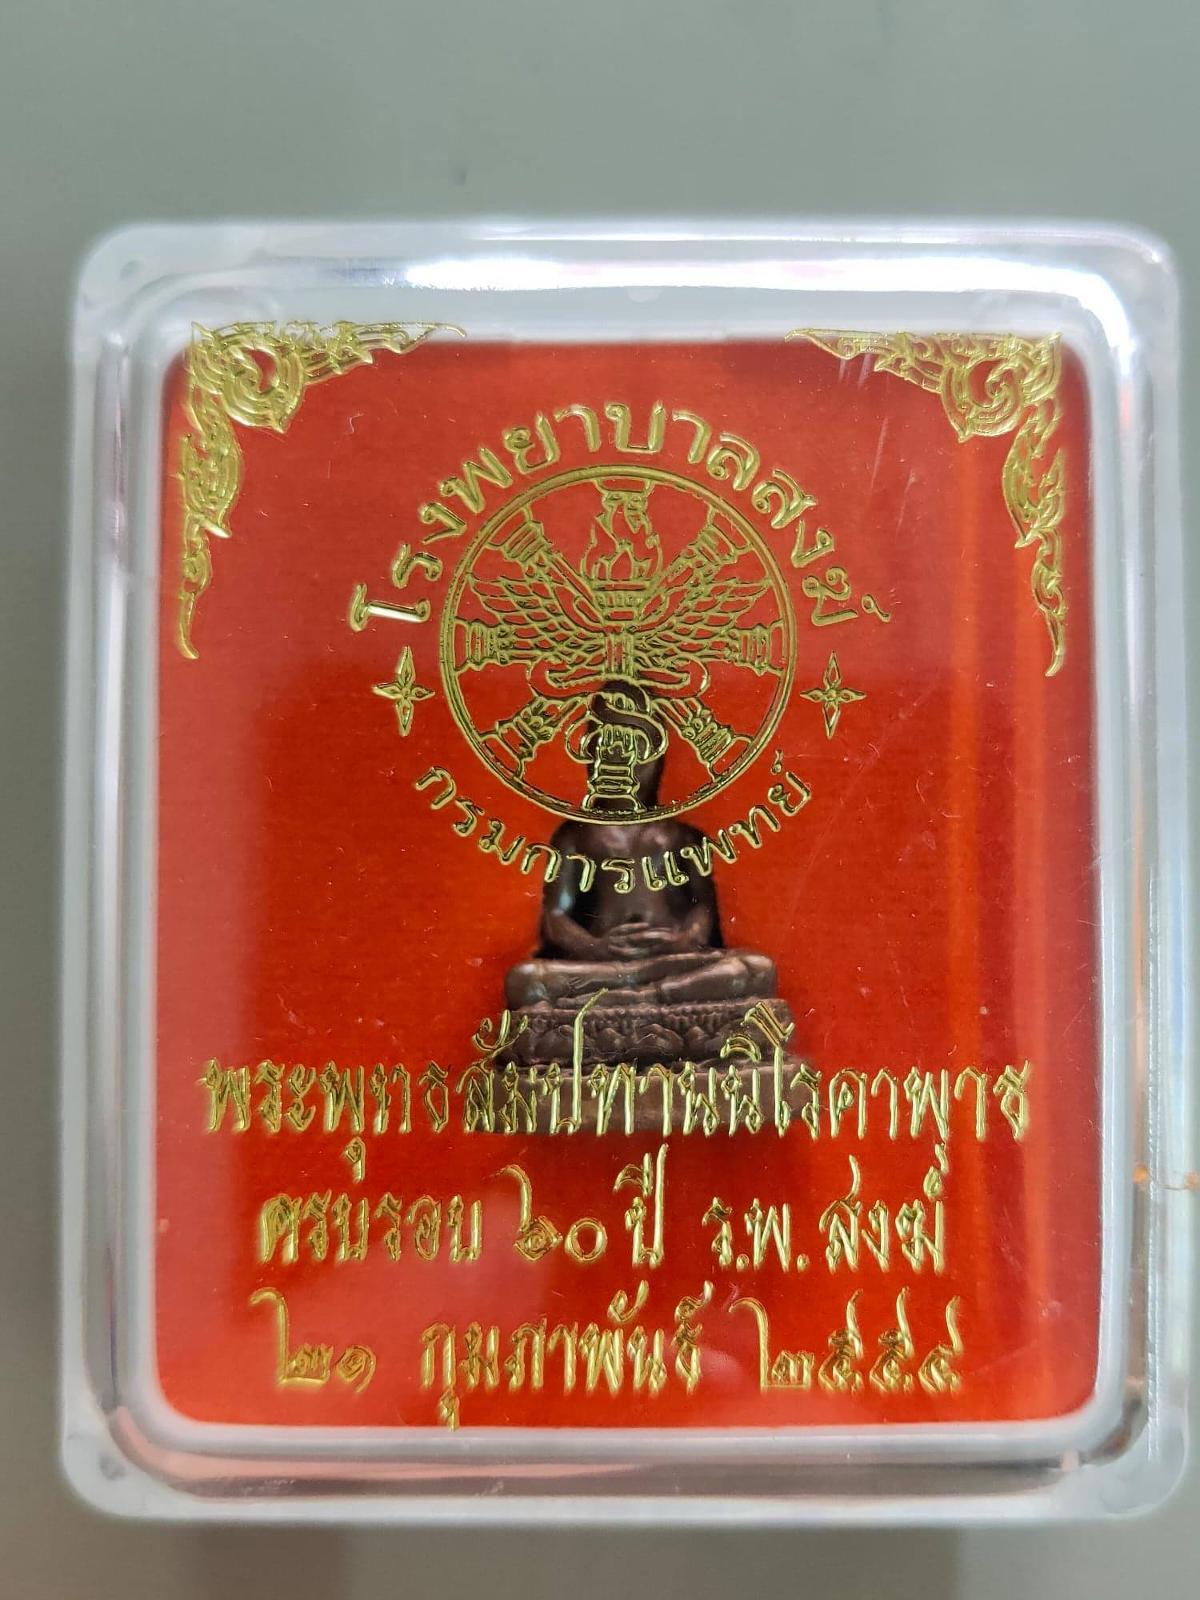 โรงพยาบาลสงฆ์
กรมการแพทย์
พระพุทธสัมปทานนิโรคาพาธ
ครบรอบ ๖๐ ปี ร.พ. สงฆ์
๒๑ กุมภาพันธ์ ๒๕๕๔